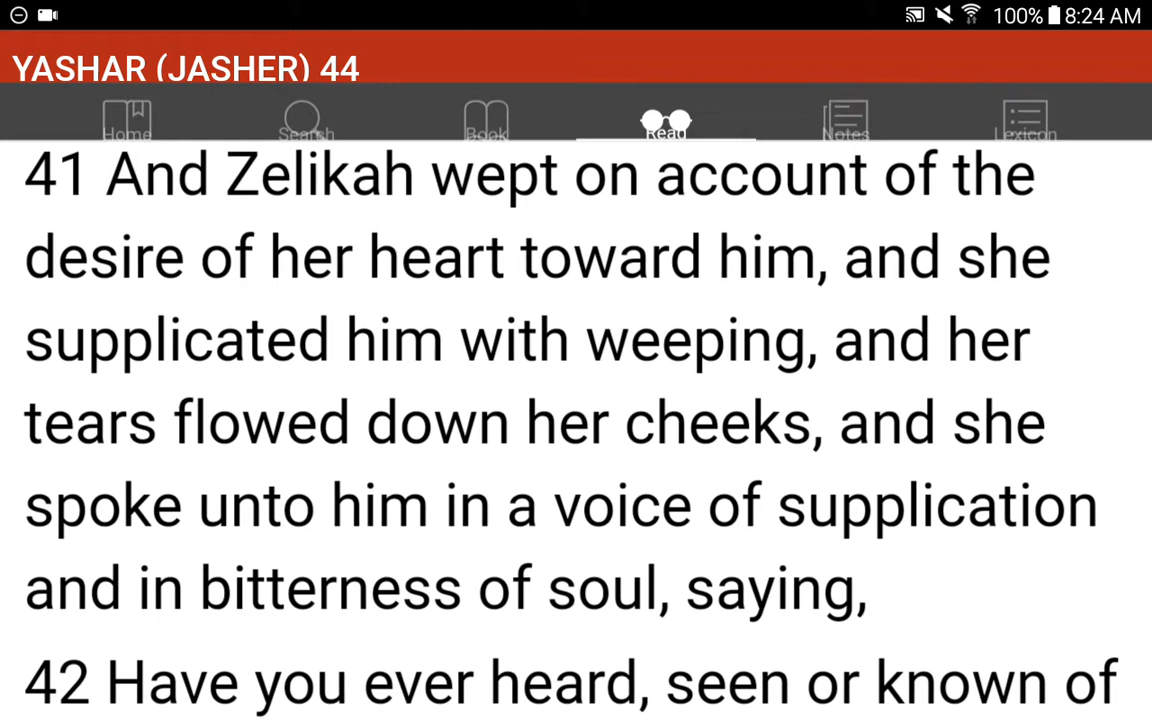 100% 8:24 AM
YASHAR (JASHER) 44
Home Search Book Read Notes Lexicon
41 And Zelikah wept on account of the
desire of her heart toward him, and she
supplicated him with weeping, and her
tears flowed down her cheeks, and she
spoke unto him in a voice of supplication
and in bitterness of soul, saying,
42 Have you ever heard, seen or known of